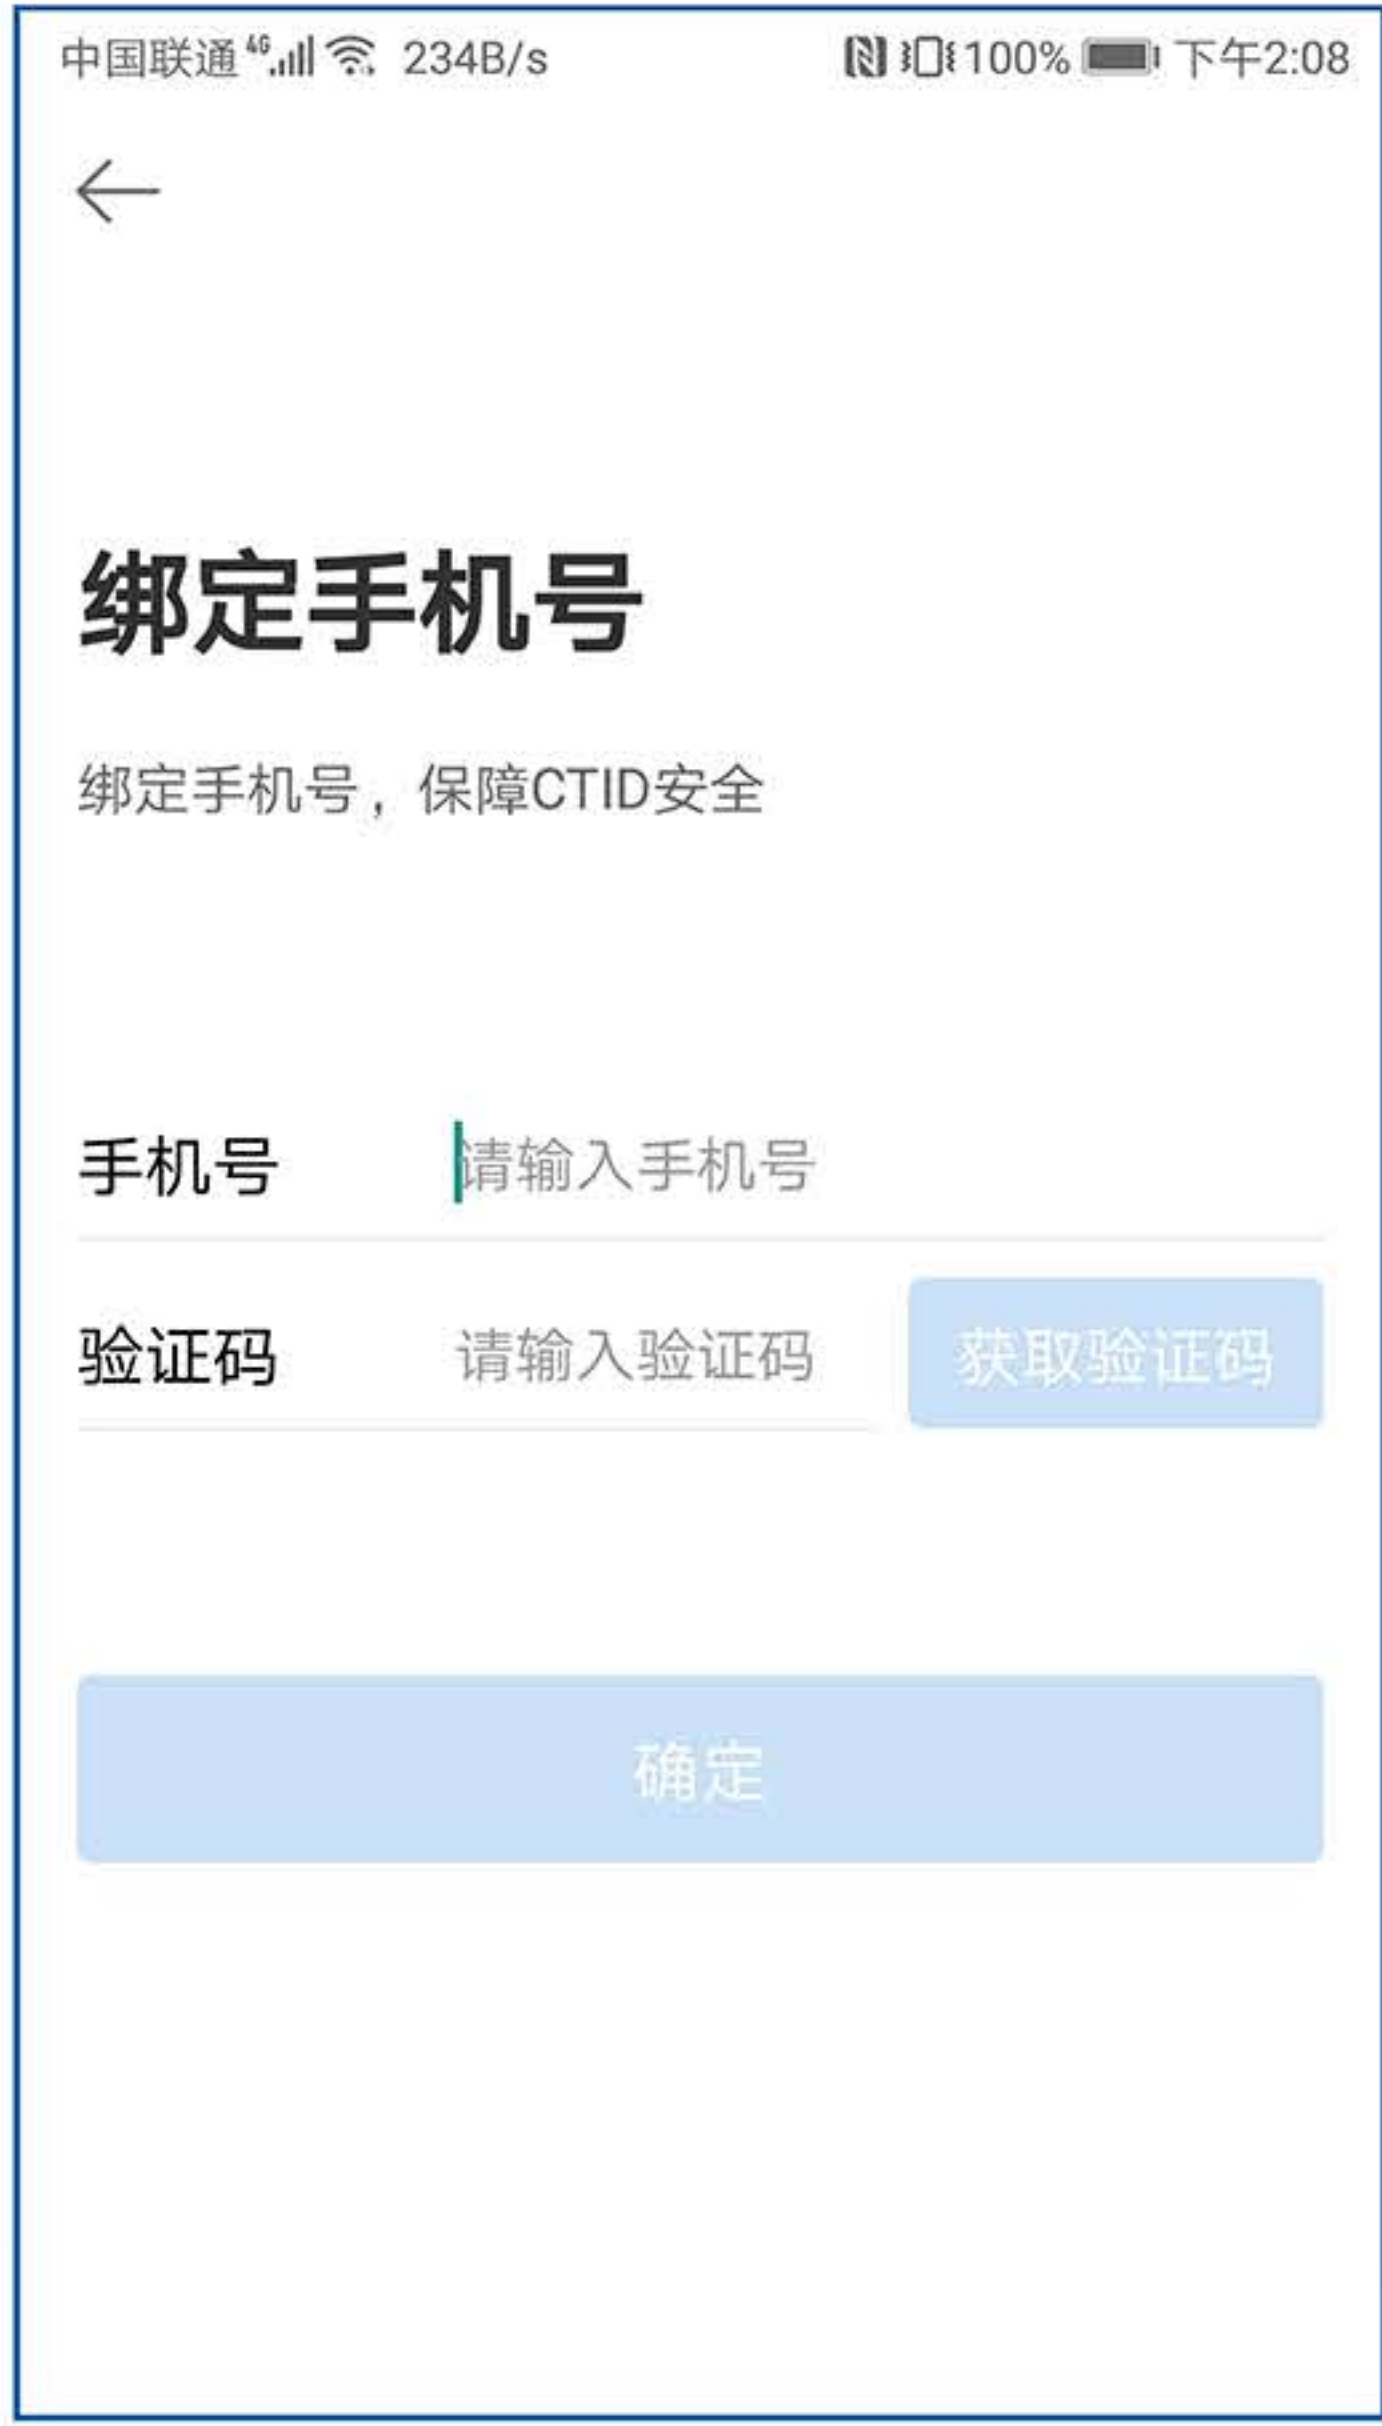 中国联通 4G 234B/s 100% 下午2:08
绑定手机号
绑定手机号，保障CTID安全
手机号 请输入手机号
验证码 请输入验证码 获取验证码
确定